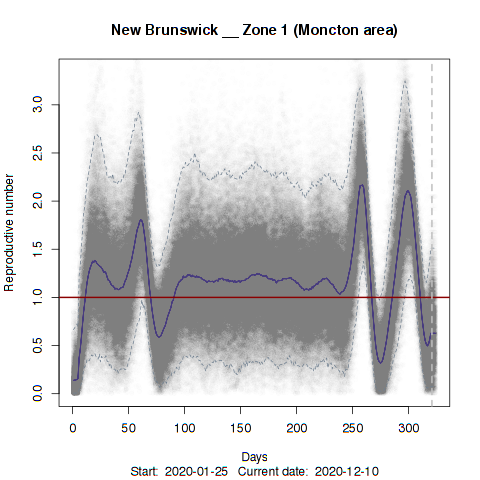 New Brunswick __ Zone 1 (Moncton area)
Reproductive number
3.0
2.5
2.0
1.5
1.0
0.5
0.0
0 50 100 150 200 250 300
Days
Start: 2020-01-25 Current date: 2020-12-10